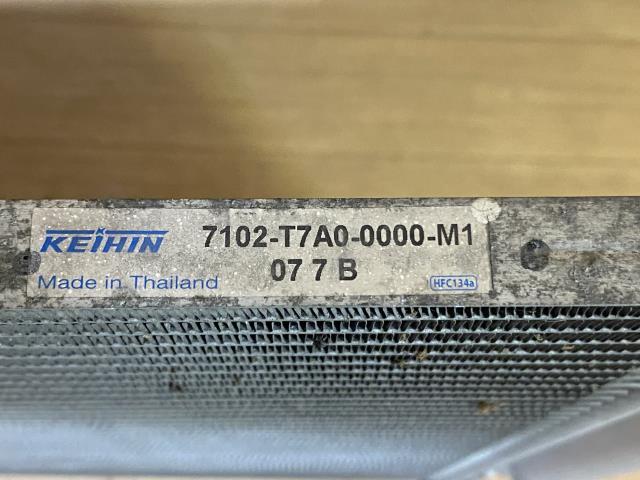 KEIHIN 7102-T7A0-0000-M1
07 7 B
Made in Thailand
HFC134a